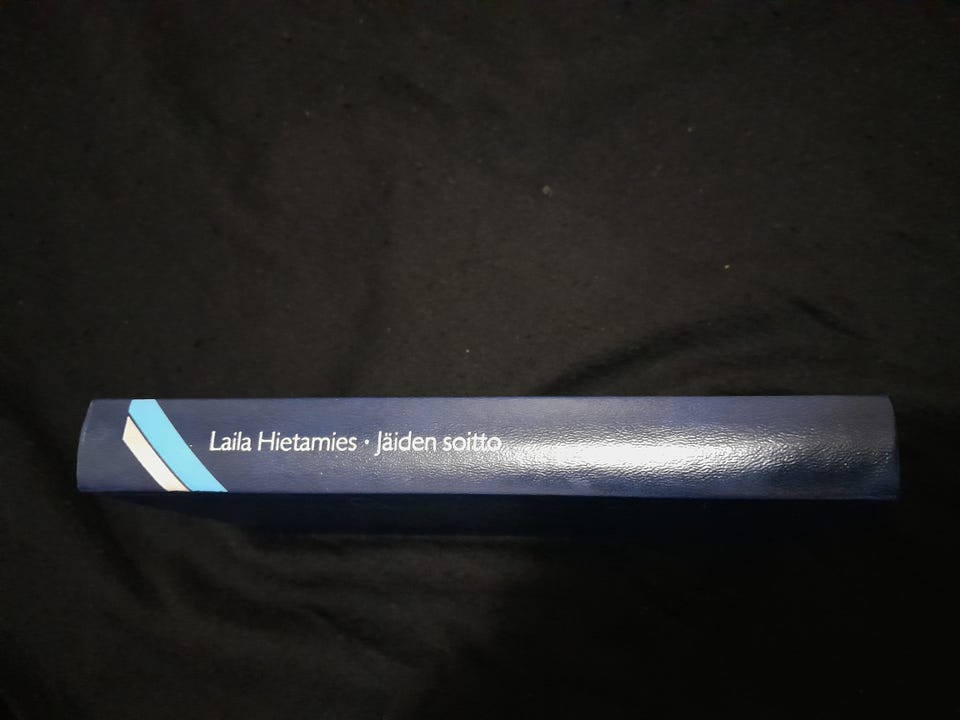 Laila Hietamies • Jäiden soitto